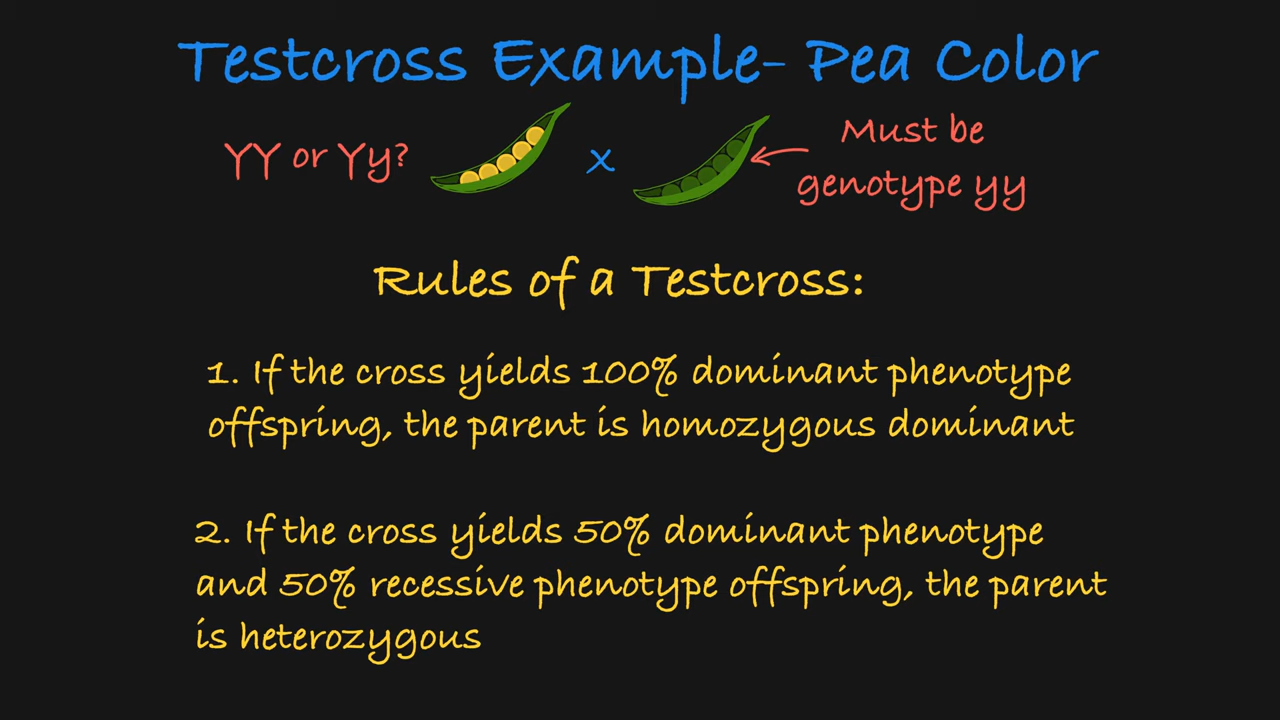 Testcross Example- Pea Color
YY or Yy?
x
Must be
genotype yy
Rules of a Testcross:
1. If the cross yields 100% dominant phenotype
offspring, the parent is homozygous dominant
2. If the cross yields 50% dominant phenotype
and 50% recessive phenotype offspring, the parent
is heterozygous